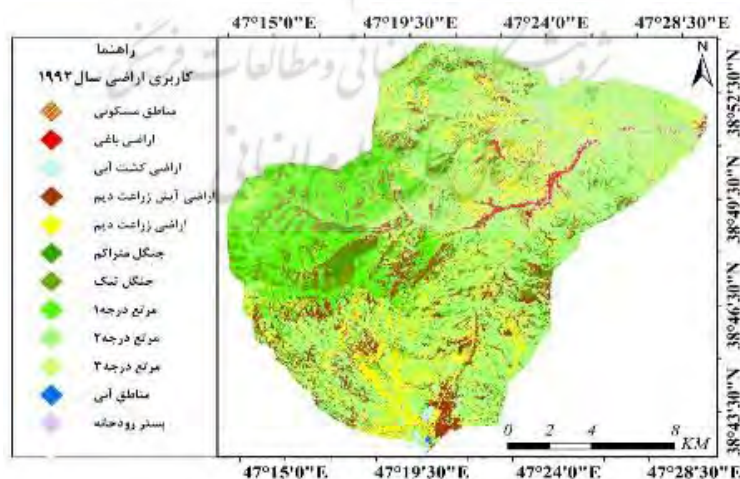 47°15'0"E 47°19'30"E 47°24'0"E 47°28'30"E
راهنما
کاربری اراضی سال ۱۹۹۲
مناطق مسکونی
اراضی باغی
اراضی کشت آبی
اراضی آیش زراعت دیم
اراضی زراعت دیم
جنگل متراکم
جنگل تنک
مرتع درجه۱
مرتع درجه۲
مرتع درجه۳
مناطق آبی
بستر رودخانه
N
38°52'30"N
38°49'30"N
38°46'30"N
38°43'30"N
0 2 4 8
KM
47°15'0"E 47°19'30"E 47°24'0"E 47°28'30"E